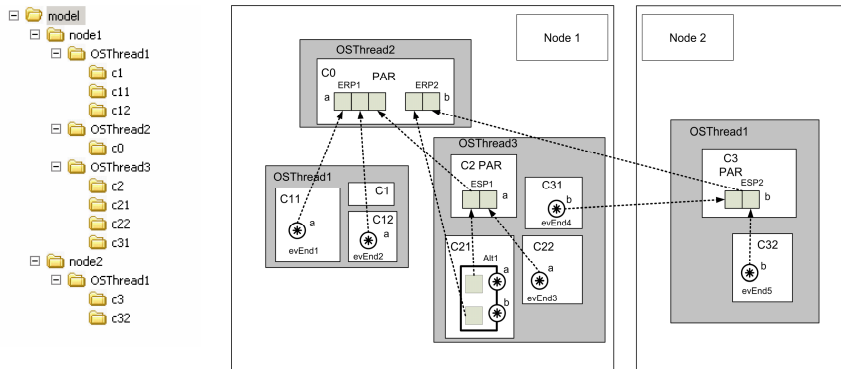 model
node1
OSThread1
c1
c11
c12
OSThread2
c0
OSThread3
c2
c21
c22
c31
node2
OSThread1
c3
c32
Node 1
OSThread2
C0
PAR
ERP1
ERP2
a
b
OSThread1
C11
C1
C12
a
a
evEnd1
evEnd2
OSThread3
C2 PAR
ESP1
a
C31
b
evEnd4
C21
Alt1
a
b
C22
a
evEnd3
Node 2
OSThread1
C3
PAR
ESP2
b
C32
b
evEnd5